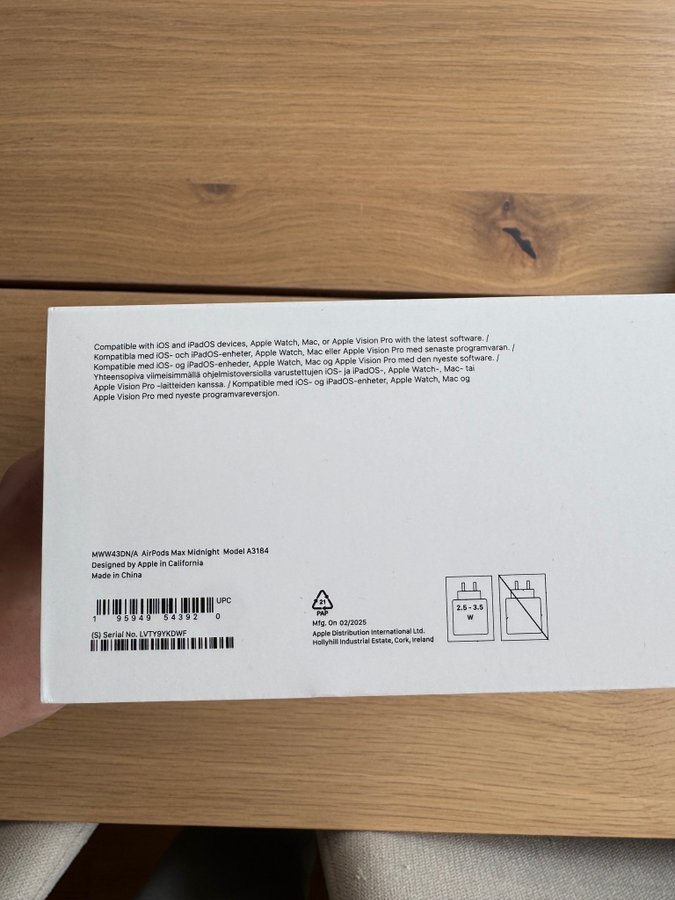 Compatible with iOS and iPadOS devices, Apple Watch, Mac, or Apple Vision Pro with the latest software. /
Kompatibla med iOS- och iPadOS-enheter, Apple Watch, Mac eller Apple Vision Pro med senaste programvaran. /
Kompatibel med iOS- og iPadOS-enheder, Apple Watch, Mac og Apple Vision Pro med den nyeste software. /
Yhteensopiva viimeisimmällä ohjelmistoversiolla varustettujen iOS- ja iPadOS-, Apple Watch-, Mac- tai
Apple Vision Pro -laitteiden kanssa. / Kompatibel med iOS- og iPadOS-enheter, Apple Watch, Mac og
Apple Vision Pro med nyeste programvareversjon.
MWW43DN/A AirPods Max Midnight Model A3184
Designed by Apple in California
Made in China
UPC
1 95949 54392 0
(S) Serial No. LVTY9YKDWF
21
PAP
Mfg. On 02/2025
Apple Distribution International Ltd.
Hollyhill Industrial Estate, Cork, Ireland
2.5 - 3.5
W